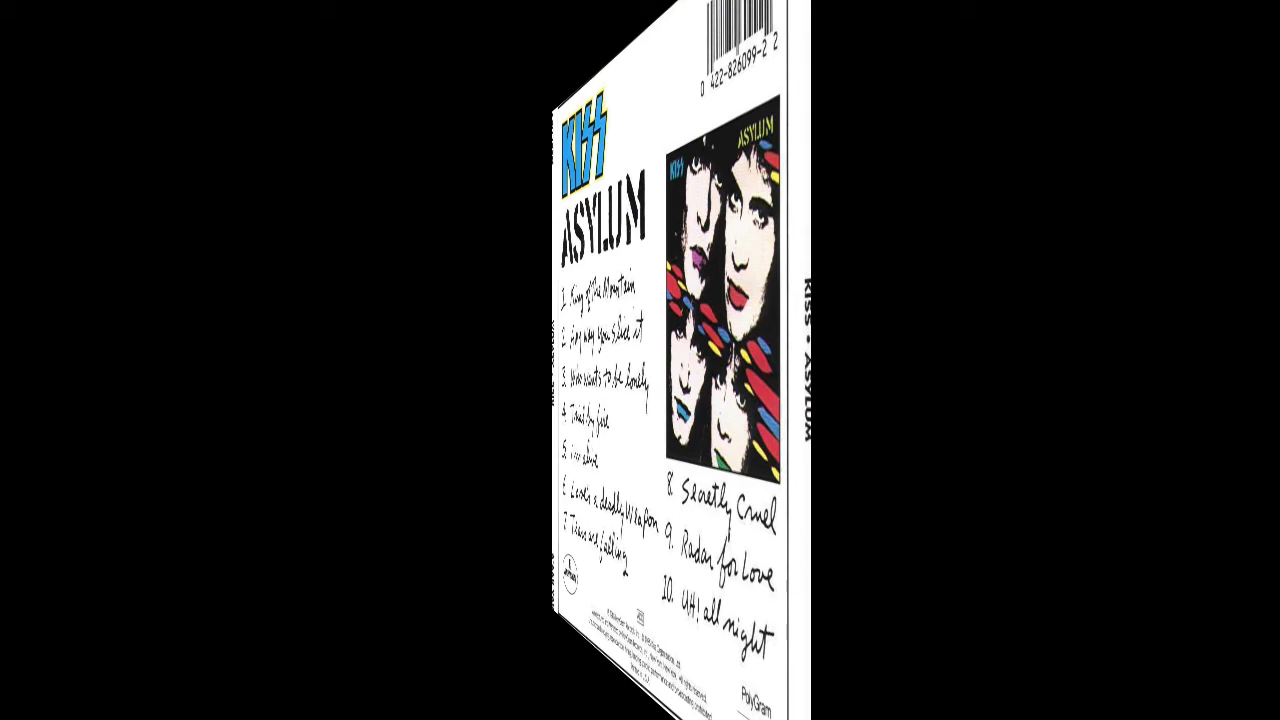 0 422-826099-2 2
KISS
ASYLUM
1. King of the Mountain
2. Any way you slice it
3. Who wants to be lonely
4. Trial by fire
5. i'm alive
6. Love's a deadly Weapon
7. Tears are falling
KISS
ASYLUM
8. Secretly Cruel
9. Radar for Love
10. UH! all night
PolyGram
KISS • ASYLUM